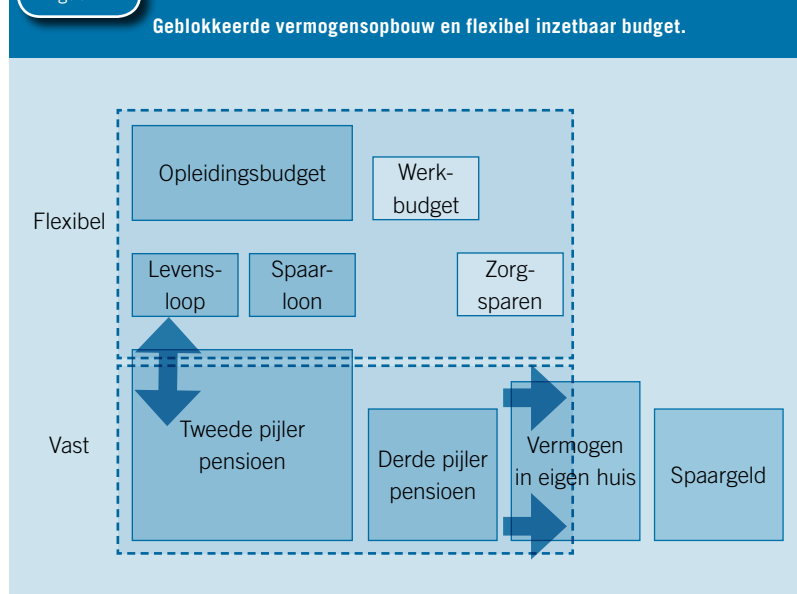 Geblokkeerde vermogensopbouw en flexibel inzetbaar budget.
Opleidingsbudget
Werk-
budget
Flexibel
Levens-
loop
Spaar-
loon
Zorg-
sparen
Vast
Tweede pijler
pensioen
Derde pijler
pensioen
Vermogen
in eigen huis
Spaargeld